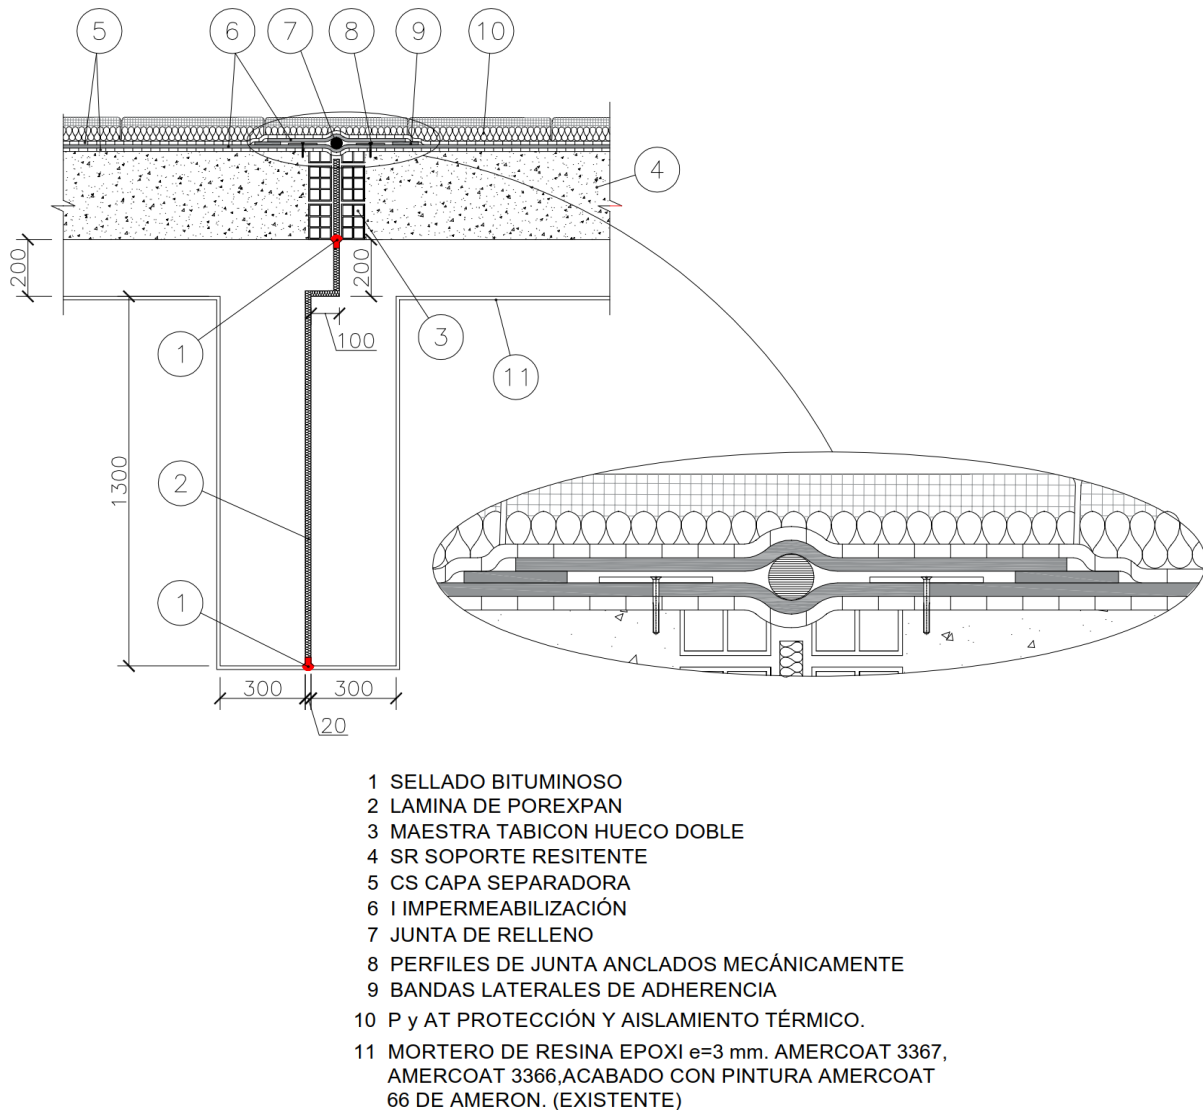 5 6 7 8 9 10
4
200 200
100
3
1
11
1300
2
1
300 300
20
1 SELLADO BITUMINOSO
2 LAMINA DE POREXPAN
3 MAESTRA TABICON HUECO DOBLE
4 SR SOPORTE RESITENTE
5 CS CAPA SEPARADORA
6 I IMPERMEABILIZACIÓN
7 JUNTA DE RELLENO
8 PERFILES DE JUNTA ANCLADOS MECÁNICAMENTE
9 BANDAS LATERALES DE ADHERENCIA
10 P y AT PROTECCIÓN Y AISLAMIENTO TÉRMICO.
11 MORTERO DE RESINA EPOXI e=3 mm. AMERCOAT 3367,
AMERCOAT 3366,ACABADO CON PINTURA AMERCOAT
66 DE AMERON. (EXISTENTE)